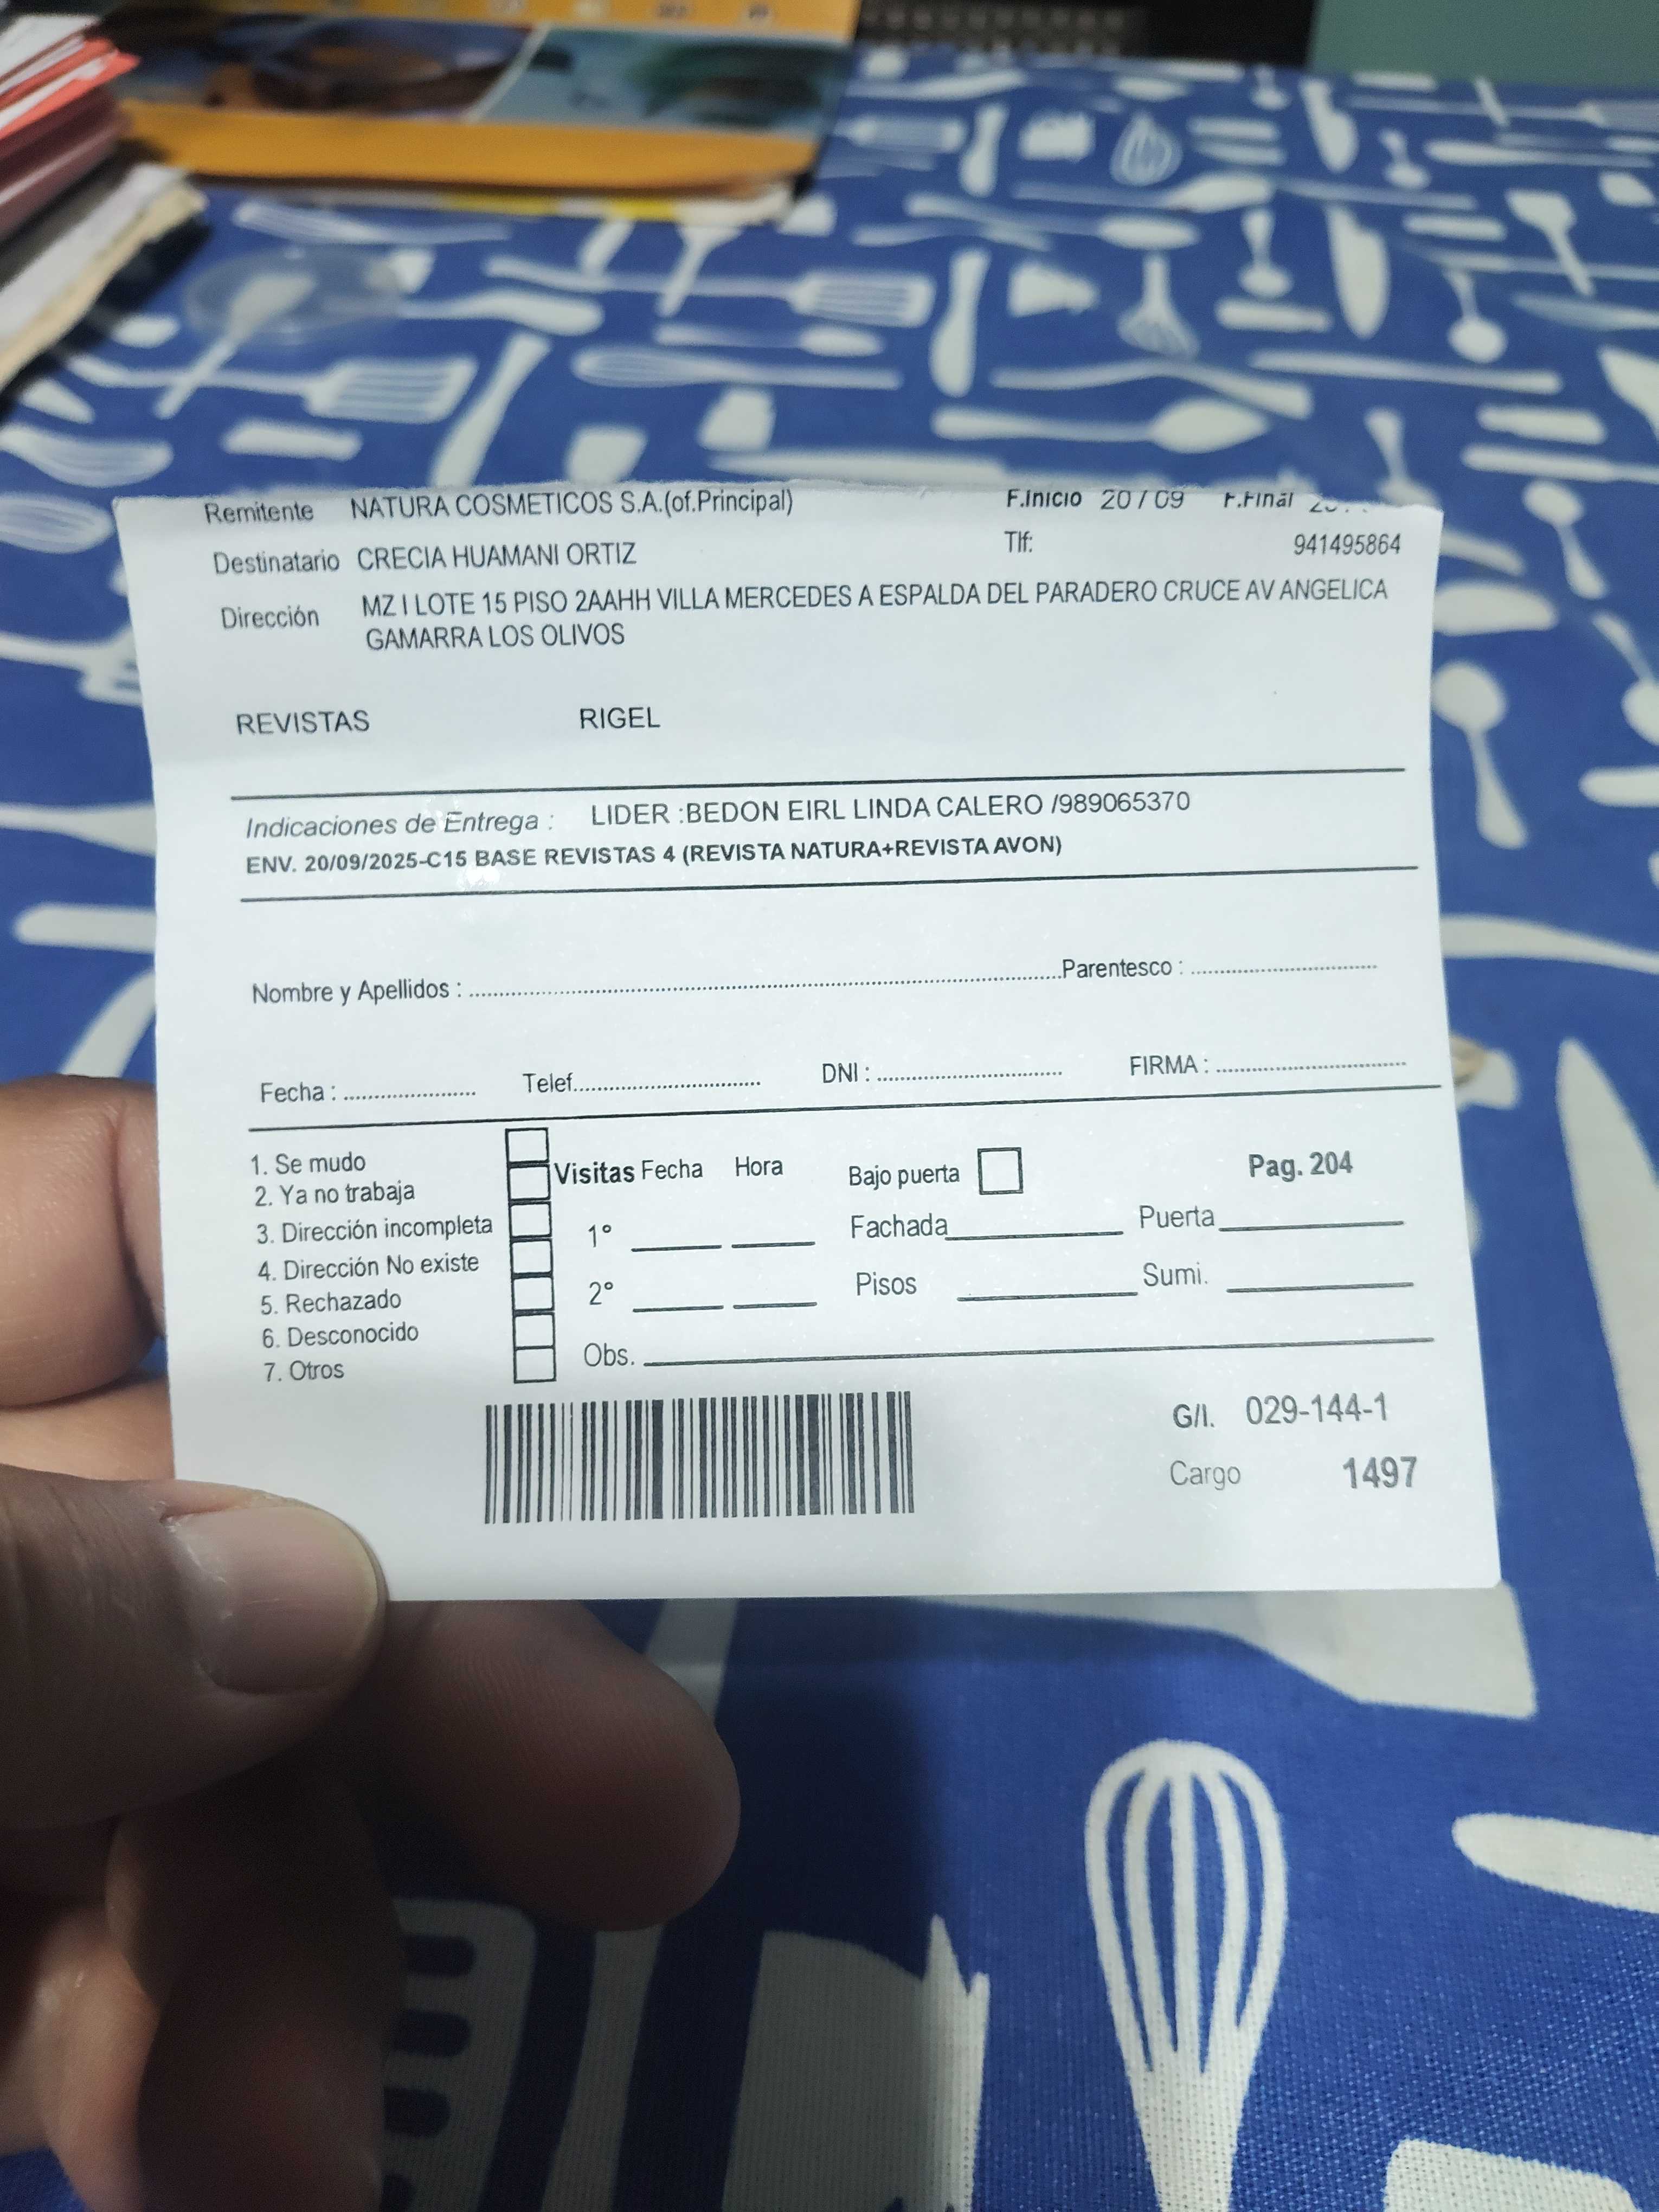 Remitente NATURA COSMETICOS S.A.(of.Principal) F.Inicio 20 / 09 F.Final
Destinatario CRECIA HUAMANI ORTIZ Tlf: 941495864
Dirección MZ I LOTE 15 PISO 2AAHH VILLA MERCEDES A ESPALDA DEL PARADERO CRUCE AV ANGELICA
GAMARRA LOS OLIVOS
REVISTAS RIGEL
Indicaciones de Entrega : LIDER :BEDON EIRL LINDA CALERO /989065370
ENV. 20/09/2025-C15 BASE REVISTAS 4 (REVISTA NATURA+REVISTA AVON)
Nombre y Apellidos : Parentesco :
Fecha : Telef. DNI : FIRMA :
1. Se mudo
2. Ya no trabaja
3. Dirección incompleta
4. Dirección No existe
5. Rechazado
6. Desconocido
7. Otros
Visitas Fecha Hora Bajo puerta Pag. 204
1° Fachada Puerta
2° Pisos Sumi.
Obs.
G/I. 029-144-1
Cargo 1497